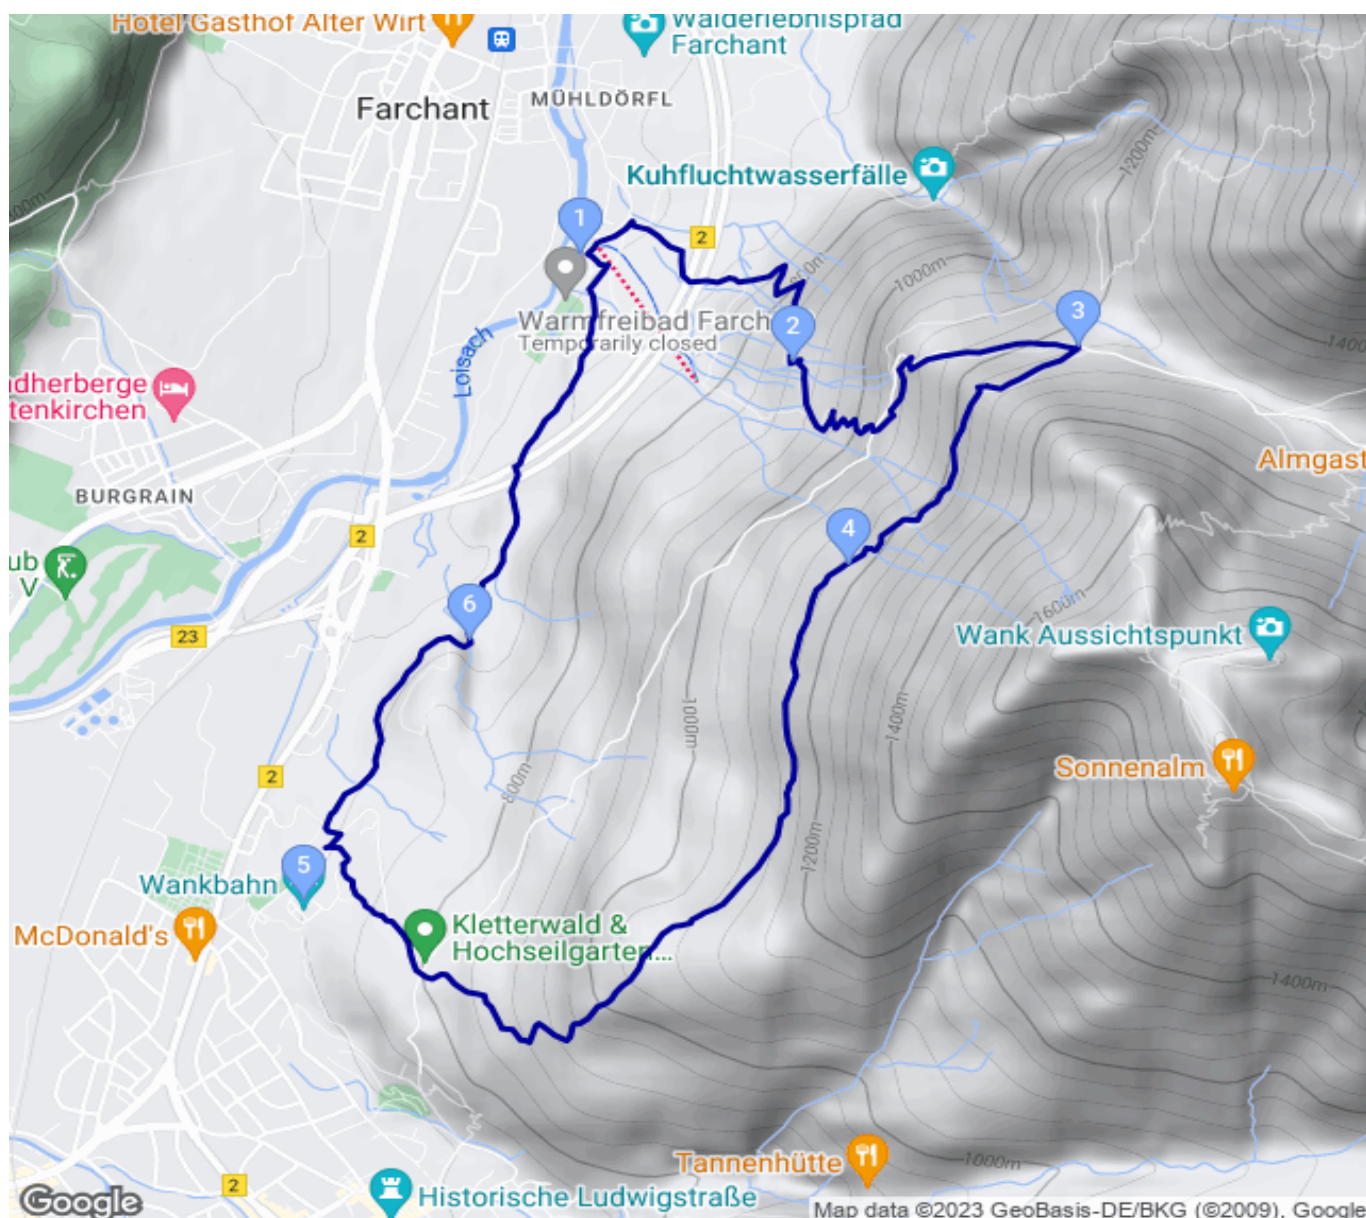 Hotel Gasthof Alter Wirt
Walderlebnispfad
Farchant
MÜHLDÖRFL
Farchant
Kuhfluchtwasserfälle
1200m
1
2
1000m
3
Warmfreibad Farch
Temporarily closed
2
1400
Loisach
dherberge
tenkirchen
Almgast
BURGRAIN
4
2
ub
V
6
1600m
23
Wank Aussichtspunkt
1400m
1000m
2
800m
Sonnenalm
1200m
5
Wankbahn
McDonald's
Kletterwald &
Hochseilgarten...
1400m
Tannenhütte
1000m
2
Historische Ludwigstraße
Google
Map data ©2023 GeoBasis-DE/BKG (©2009), Google